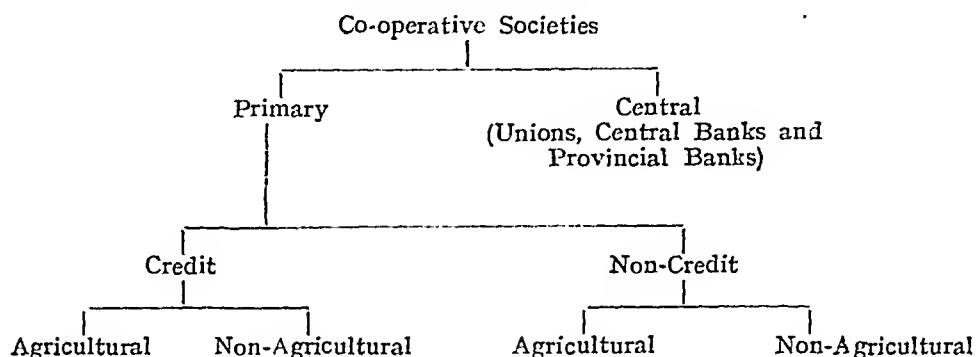 Co-operative Societies
Primary
Central
(Unions, Central Banks and
Provincial Banks)
Credit
Non-Credit
Agricultural
Non-Agricultural
Agricultural
Non-Agricultural